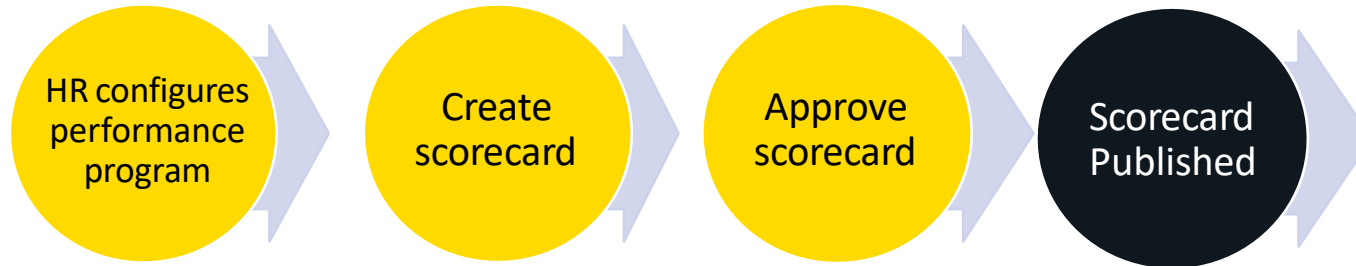 HR configures
performance
program
Create
scorecard
Approve
scorecard
Scorecard
Published